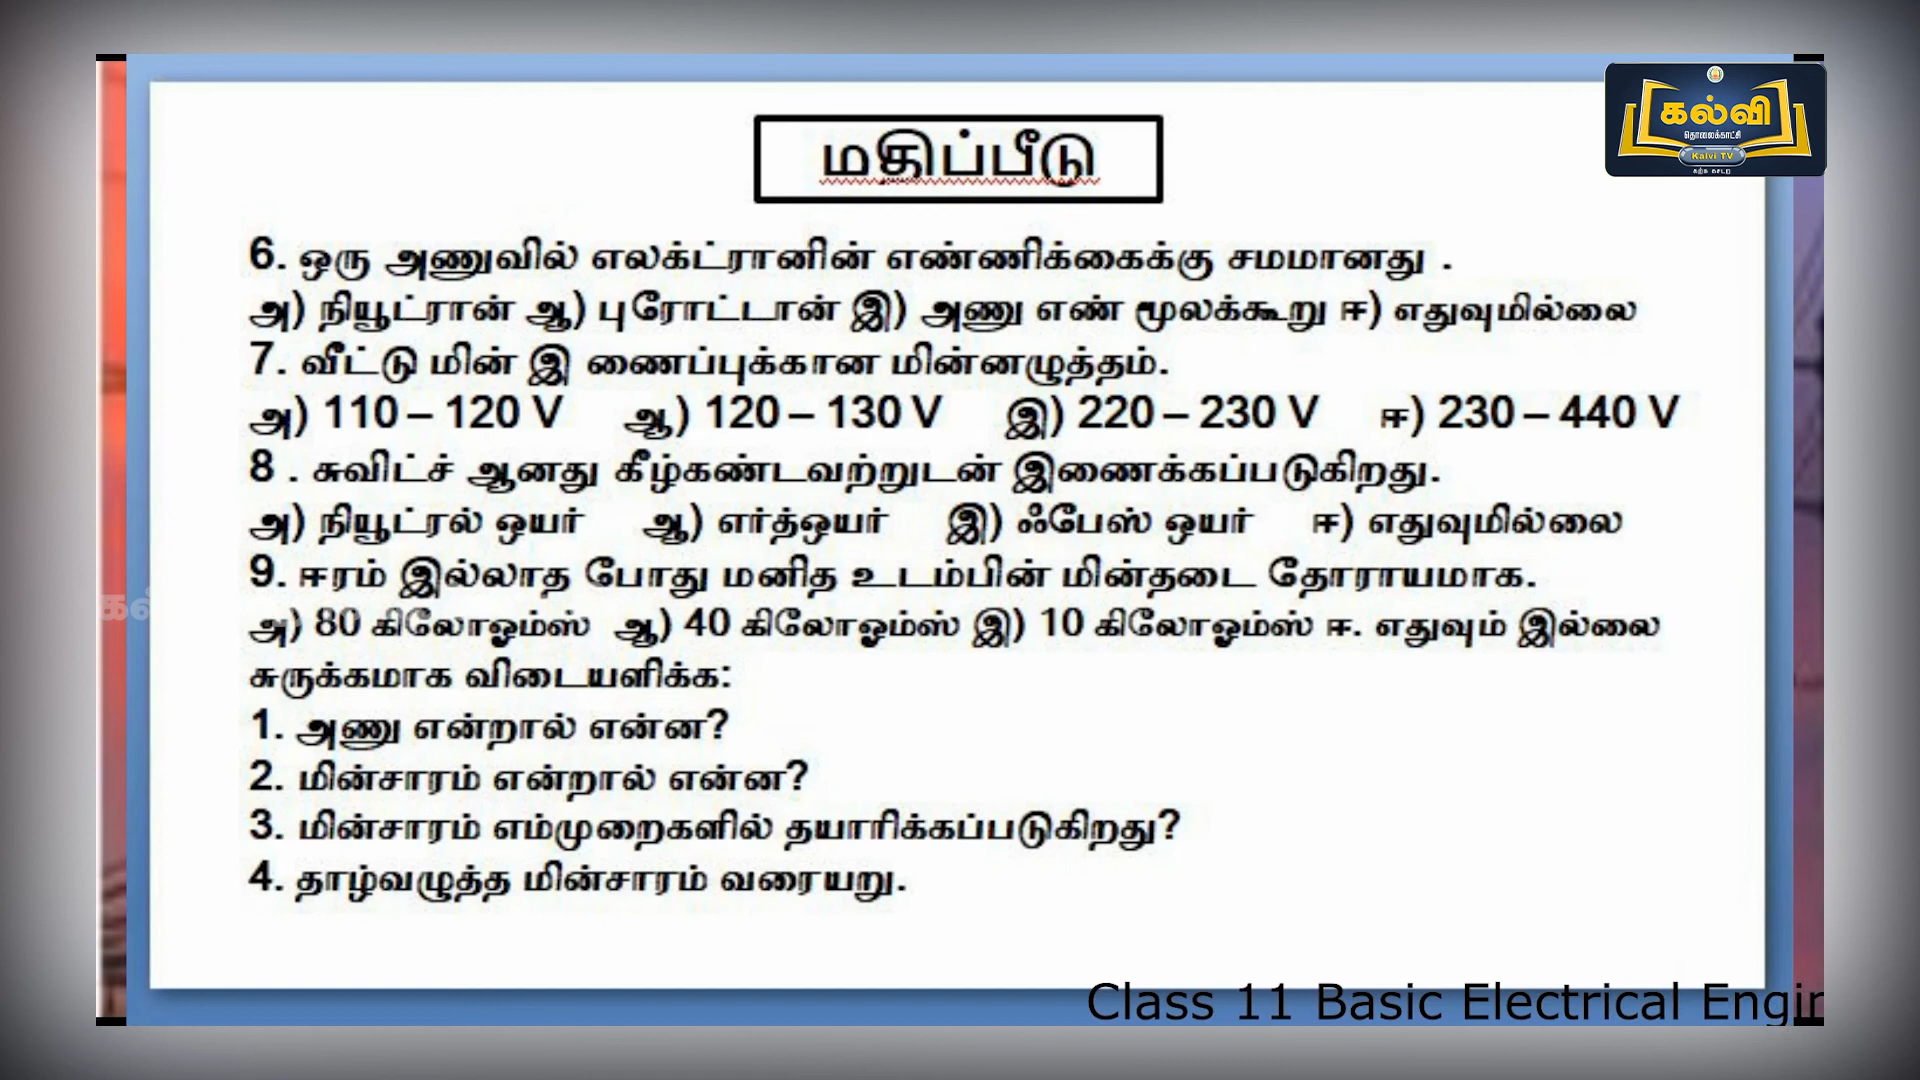 கல்வி
தொலைக்காட்சி
Kalvi TV
கற்க கசடற
மதிப்பீடு
6. ஒரு அணுவில் எலக்ட்ரானின் எண்ணிக்கைக்கு சமமானது .
அ) நியூட்ரான் ஆ) புரோட்டான் இ) அணு எண் மூலக்கூறு ஈ) எதுவுமில்லை
7. வீட்டு மின் இ ணைப்புக்கான மின்னழுத்தம்.
அ) 110 – 120 V ஆ) 120 – 130 V இ) 220 – 230 V ஈ) 230 – 440 V
8 . சுவிட்ச் ஆனது கீழ்கண்டவற்றுடன் இணைக்கப்படுகிறது.
அ) நியூட்ரல் ஒயர் ஆ) எர்த்ஒயர் இ) ஃபேஸ் ஒயர் ஈ) எதுவுமில்லை
9. ஈரம் இல்லாத போது மனித உடம்பின் மின்தடை தோராயமாக.
அ) 80 கிலோஓம்ஸ் ஆ) 40 கிலோஓம்ஸ் இ) 10 கிலோஓம்ஸ் ஈ. எதுவும் இல்லை
சுருக்கமாக விடையளிக்க:
1. அணு என்றால் என்ன?
2. மின்சாரம் என்றால் என்ன?
3. மின்சாரம் எம்முறைகளில் தயாரிக்கப்படுகிறது?
4. தாழ்வழுத்த மின்சாரம் வரையறு.
Class 11 Basic Electrical Engin